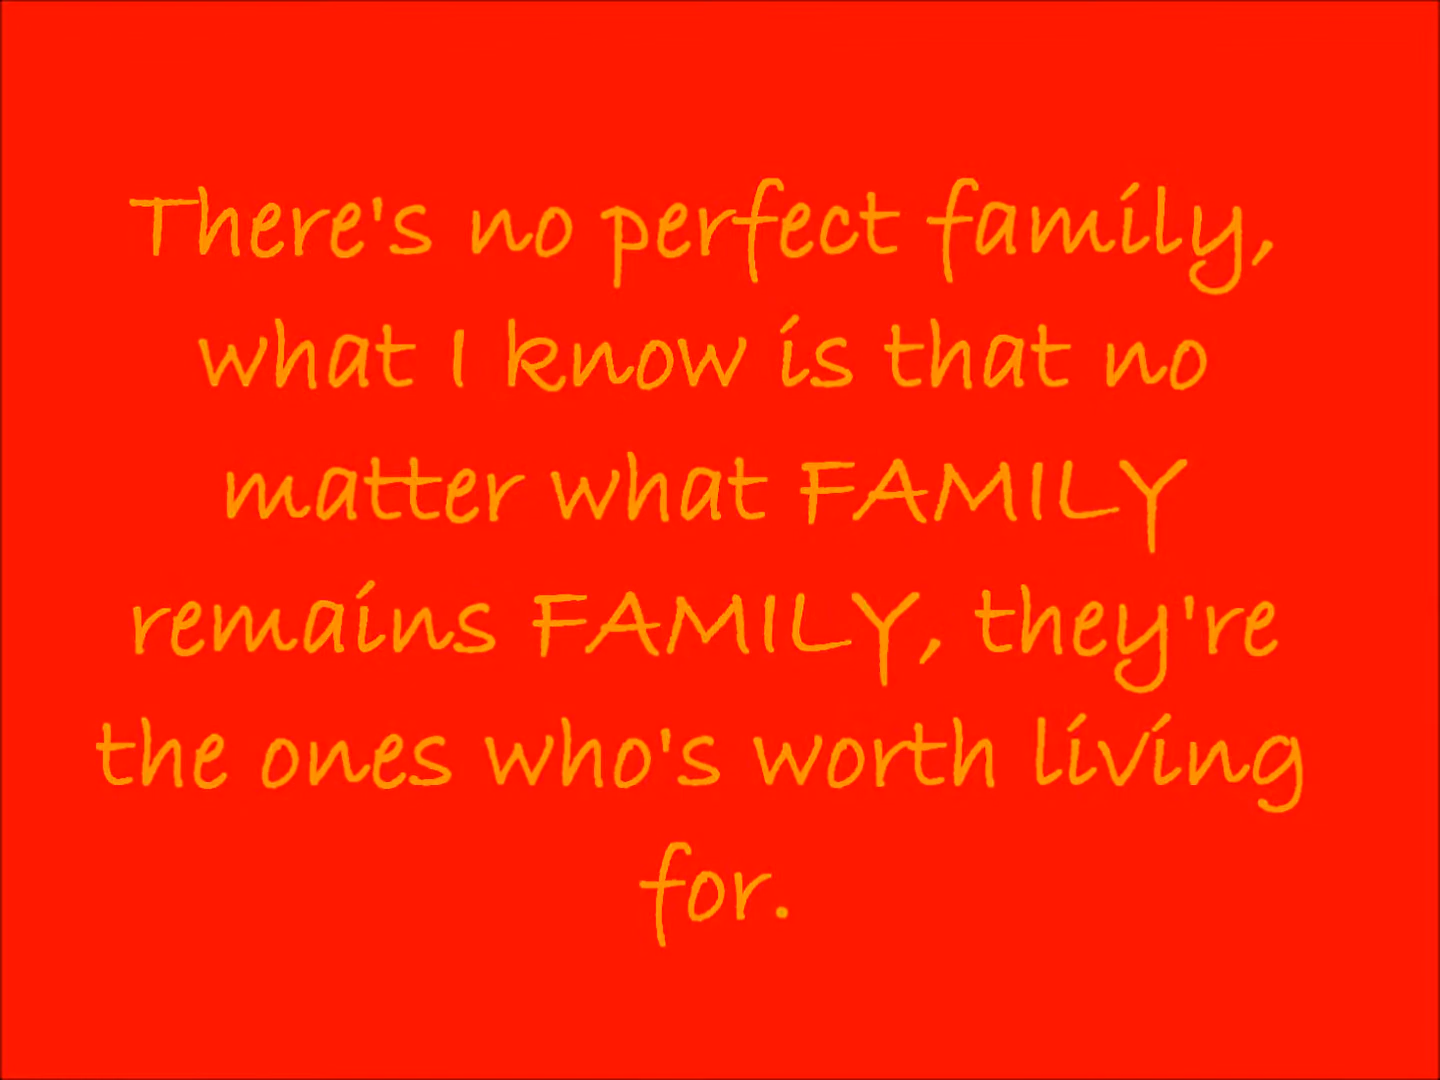 There's no perfect family,
what I know is that no
matter what FAMILY
remains FAMILY, they're
the ones who's worth living
for.